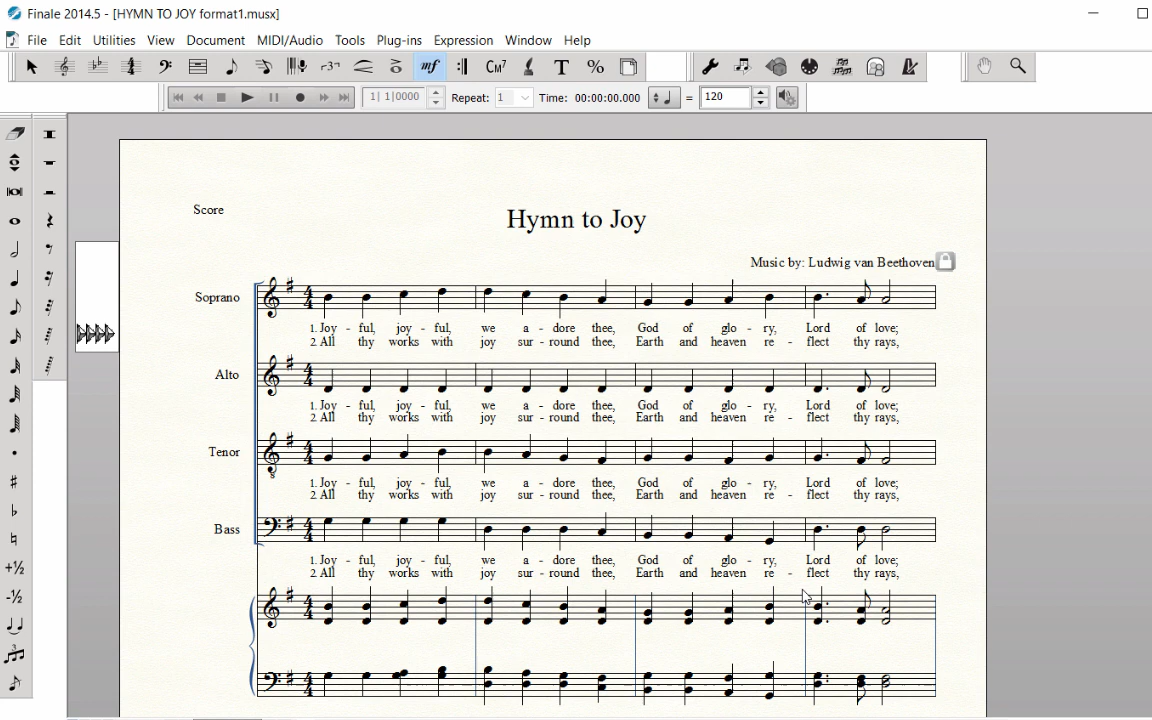 Finale 2014.5 - [HYMN TO JOY format1.musx]
File Edit Utilities View Document MIDI/Audio Tools Plug-ins Expression Window Help
mf CM7 T %
1| 1|0000 Repeat: 1 Time: 00:00:00.000 = 120
Score
Hymn to Joy
Music by: Ludwig van Beethoven
Soprano
1. Joy - ful, joy - ful, we a - dore thee, God of glo - ry, Lord of love;
2. All thy works with joy sur - round thee, Earth and heaven re - flect thy rays,
Alto
1. Joy - ful, joy - ful, we a - dore thee, God of glo - ry, Lord of love;
2. All thy works with joy sur - round thee, Earth and heaven re - flect thy rays,
Tenor
1. Joy - ful, joy - ful, we a - dore thee, God of glo - ry, Lord of love;
2. All thy works with joy sur - round thee, Earth and heaven re - flect thy rays,
Bass
1. Joy - ful, joy - ful, we a - dore thee, God of glo - ry, Lord of love;
2. All thy works with joy sur - round thee, Earth and heaven re - flect thy rays,
+½
-½